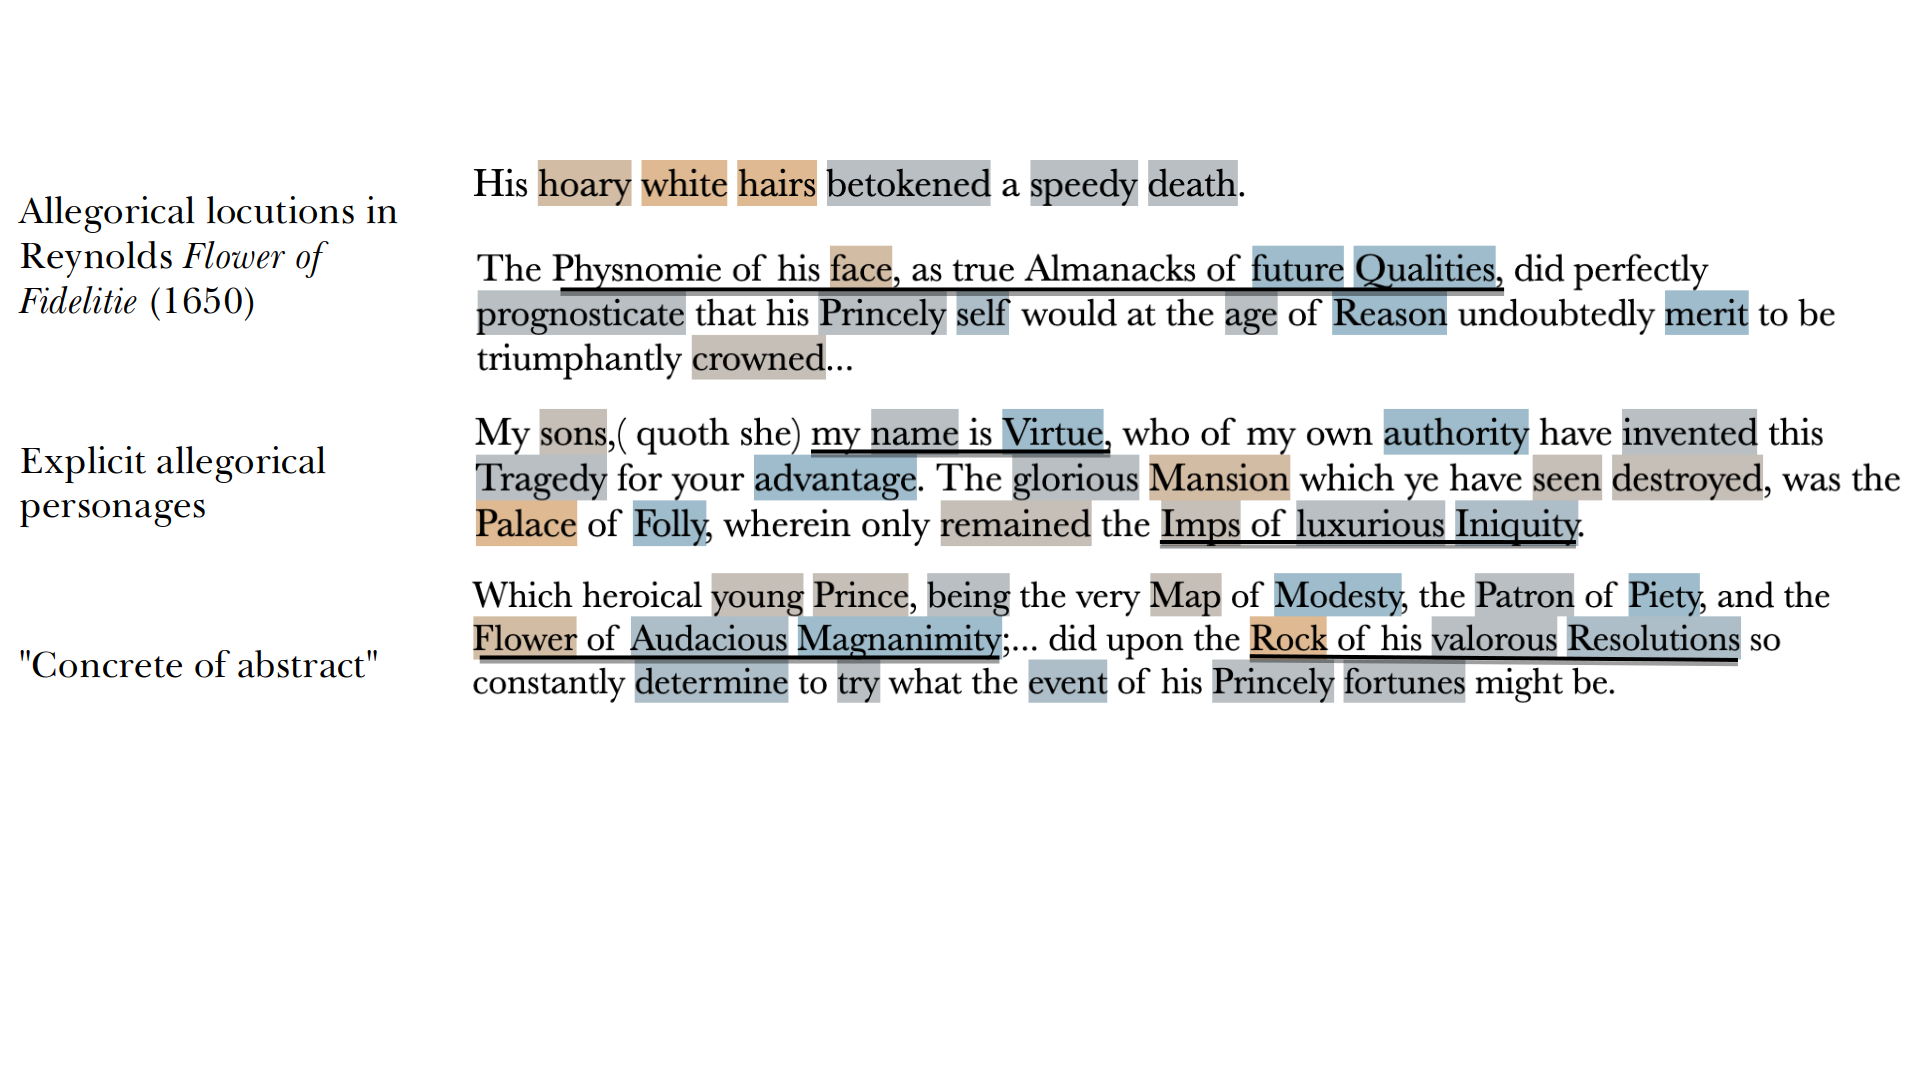 Allegorical locutions in
Reynolds Flower of
Fidelitie (1650)
His hoary white hairs betokened a speedy death.
The Physnomie of his face, as true Almanacks of future Qualities, did perfectly
prognosticate that his Princely self would at the age of Reason undoubtedly merit to be
triumphantly crowned...
Explicit allegorical
personages
My sons,( quoth she) my name is Virtue, who of my own authority have invented this
Tragedy for your advantage. The glorious Mansion which ye have seen destroyed, was the
Palace of Folly, wherein only remained the Imps of luxurious Iniquity.
"Concrete of abstract"
Which heroical young Prince, being the very Map of Modesty, the Patron of Piety, and the
Flower of Audacious Magnanimity;... did upon the Rock of his valorous Resolutions so
constantly determine to try what the event of his Princely fortunes might be.